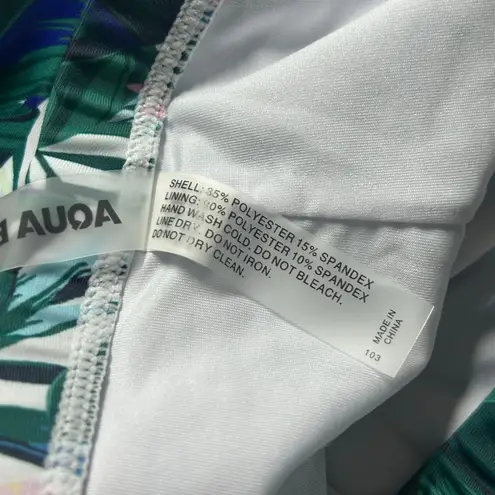 AQUA
SHELL: 85% POLYESTER 15% SPANDEX
LINING: 90% POLYESTER 10% SPANDEX
HAND WASH COLD. DO NOT BLEACH.
LINE DRY. DO NOT IRON.
DO NOT DRY CLEAN.
MADE IN
CHINA
103